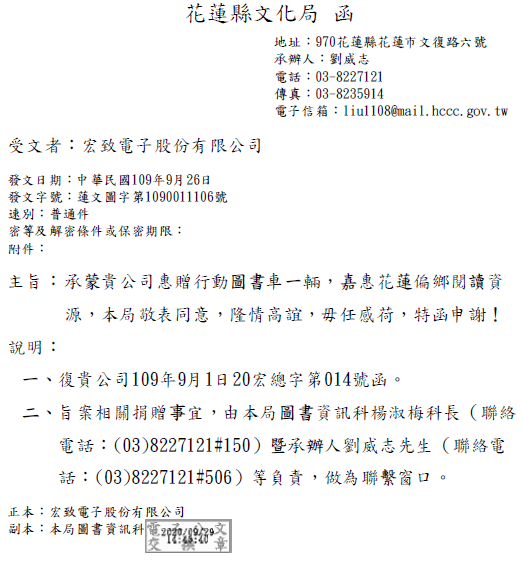 花蓮縣文化局 函
地址：970花蓮縣花蓮市文復路六號
承辦人：劉威志
電話：03-8227121
傳真：03-8235914
電子信箱：liu1108@mail.hccc.gov.tw
受文者：宏致電子股份有限公司
發文日期：中華民國109年9月26日
發文字號：蓮文圖字第1090011106號
速別：普通件
密等及解密條件或保密期限：
附件：
主旨：承蒙貴公司惠贈行動圖書車一輛，嘉惠花蓮偏鄉閱讀資
源，本局敬表同意，隆情高誼，毋任感荷，特函申謝！
說明：
一、復貴公司109年9月1日20宏總字第014號函。
二、旨案相關捐贈事宜，由本局圖書資訊科楊淑梅科長（聯絡
電話：(03)8227121#150）暨承辦人劉威志先生（聯絡電
話：(03)8227121#506）等負責，做為聯繫窗口。
正本：宏致電子股份有限公司
副本：本局圖書資訊科
電子公文
2020/09/29
14:45:40
交換章